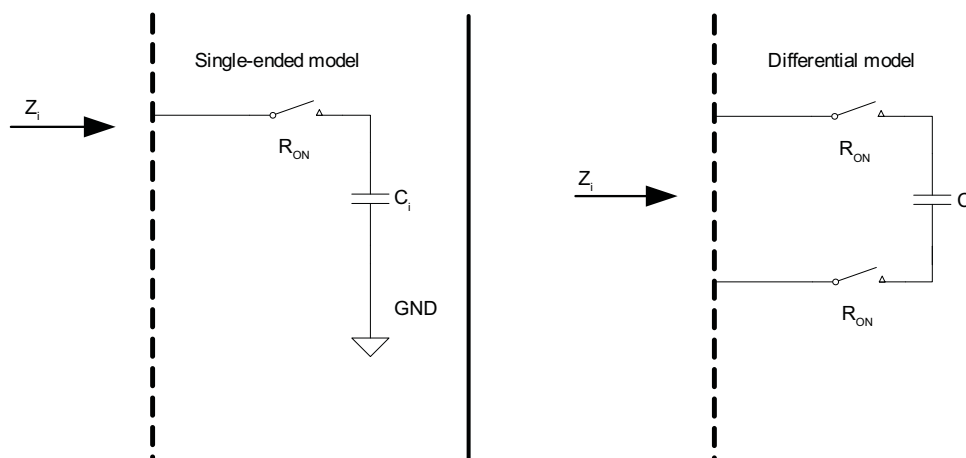 Single-ended model
Zi
RON
Ci
GND
Differential model
RON
Zi
C
RON